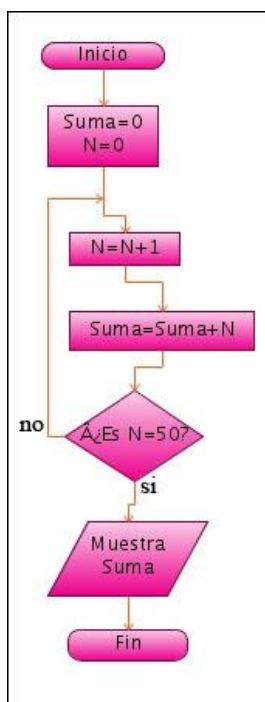 Inicio
Suma=0
N=0
N=N+1
Suma=Suma+N
no
Á¿Es N=50?
si
Muestra
Suma
Fin